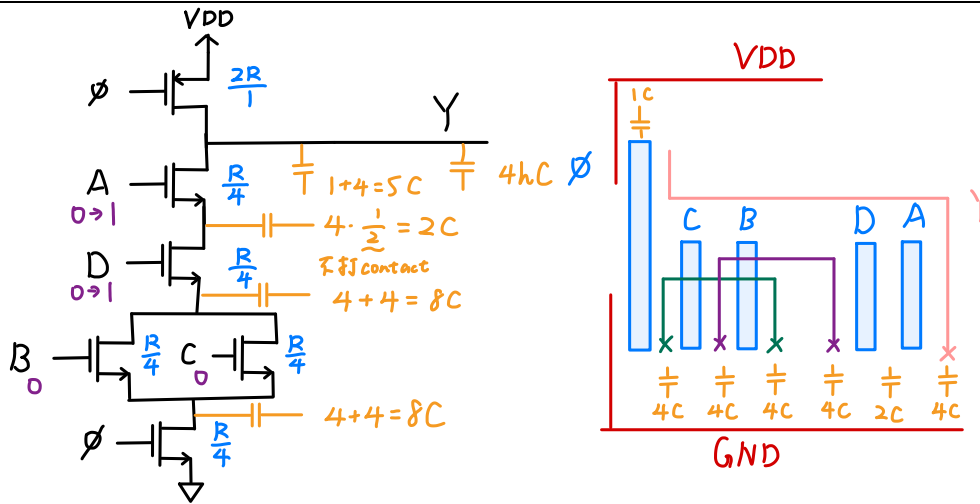 VDD
Ø
2R/1
Y
A
0→1
R/4
1+4=5C
4hC
4·1/2=2C
不打contact
D
0→1
R/4
4+4=8C
B
0
R/4
C
0
R/4
4+4=8C
Ø
R/4
VDD
1C
Ø
C
B
D
A
Y
4C
4C
4C
4C
2C
4C
GND